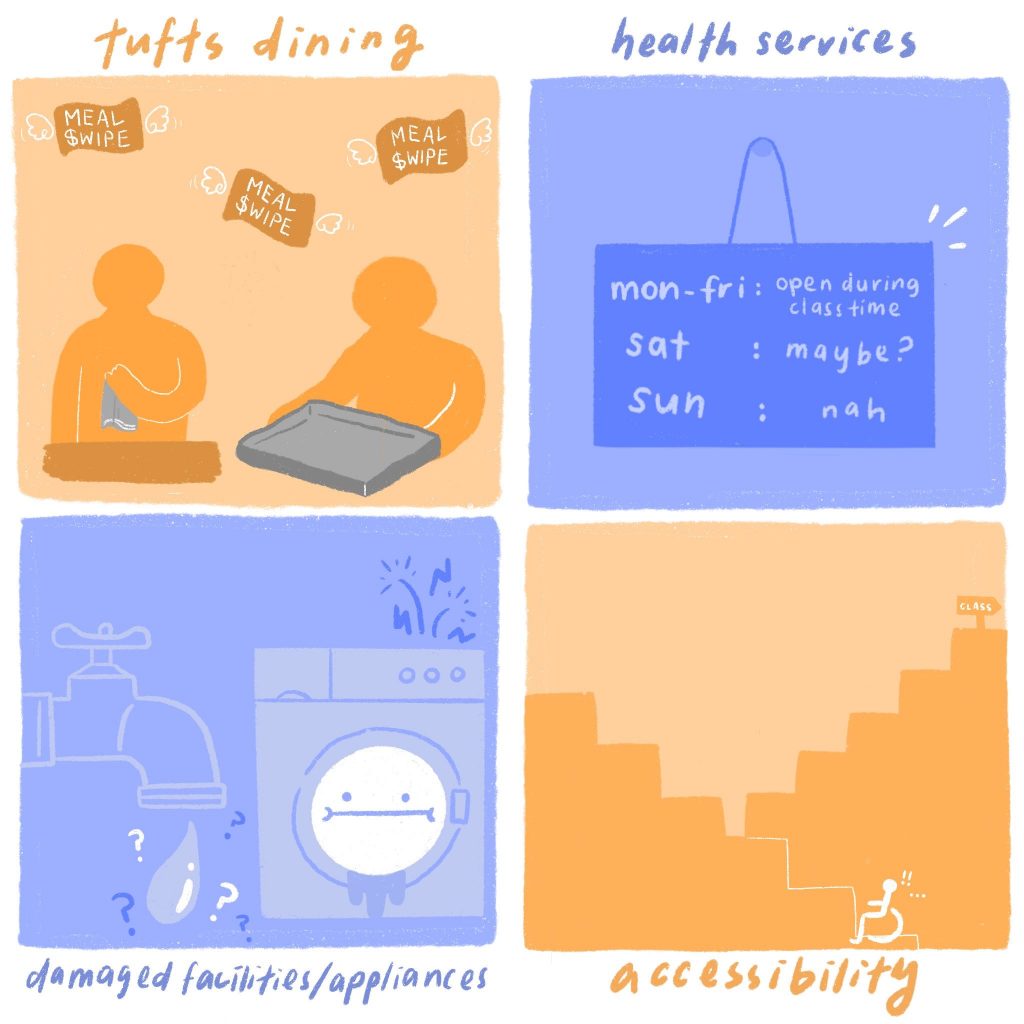 tufts dining
health services
MEAL
$WIPE
MEAL
$WIPE
MEAL
$WIPE
mon-fri: open during
class time
sat : maybe?
sun : nah
? ? ? ? ?
CLASS
!!
...
damaged facilities/appliances
accessibility